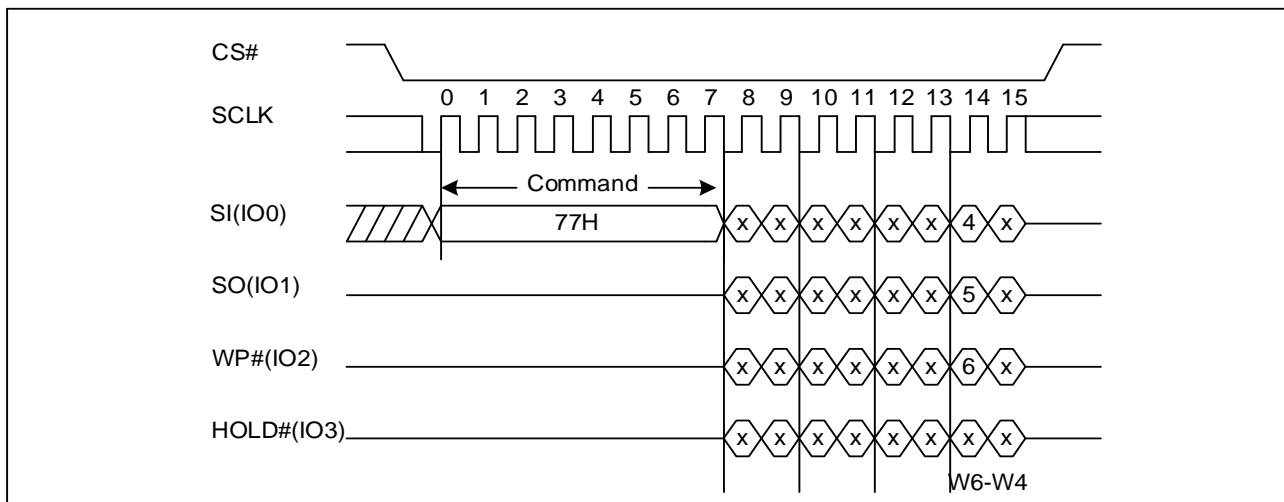 CS#
0 1 2 3 4 5 6 7 8 9 10 11 12 13 14 15
SCLK
Command
SI(IO0) 77H x x x x x x 4 x
SO(IO1) x x x x x x 5 x
WP#(IO2) x x x x x x 6 x
HOLD#(IO3) x x x x x x x x
W6-W4